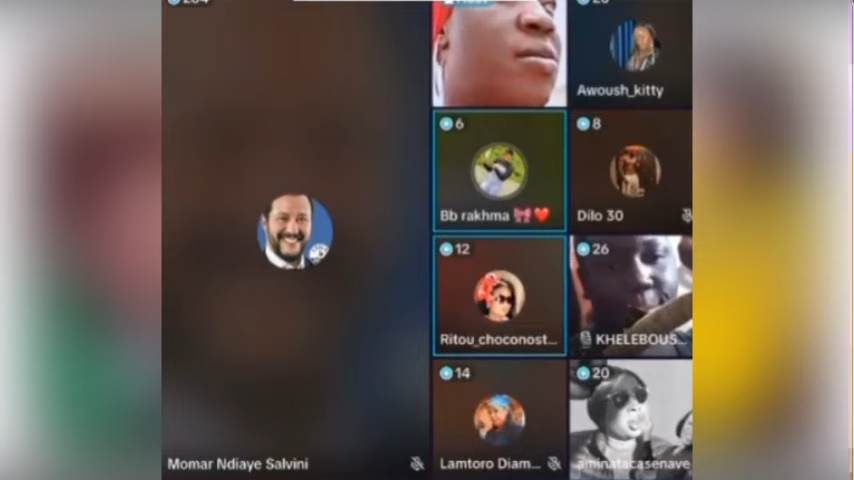 Awoush_kitty
6
8
Bb rakhma 🎀❤️
Dilo 30
12
26
Ritou_choconost...
KHELEBOUS...
14
20
Momar Ndiaye Salvini
Lamtoro Diam...
aminatacasenave